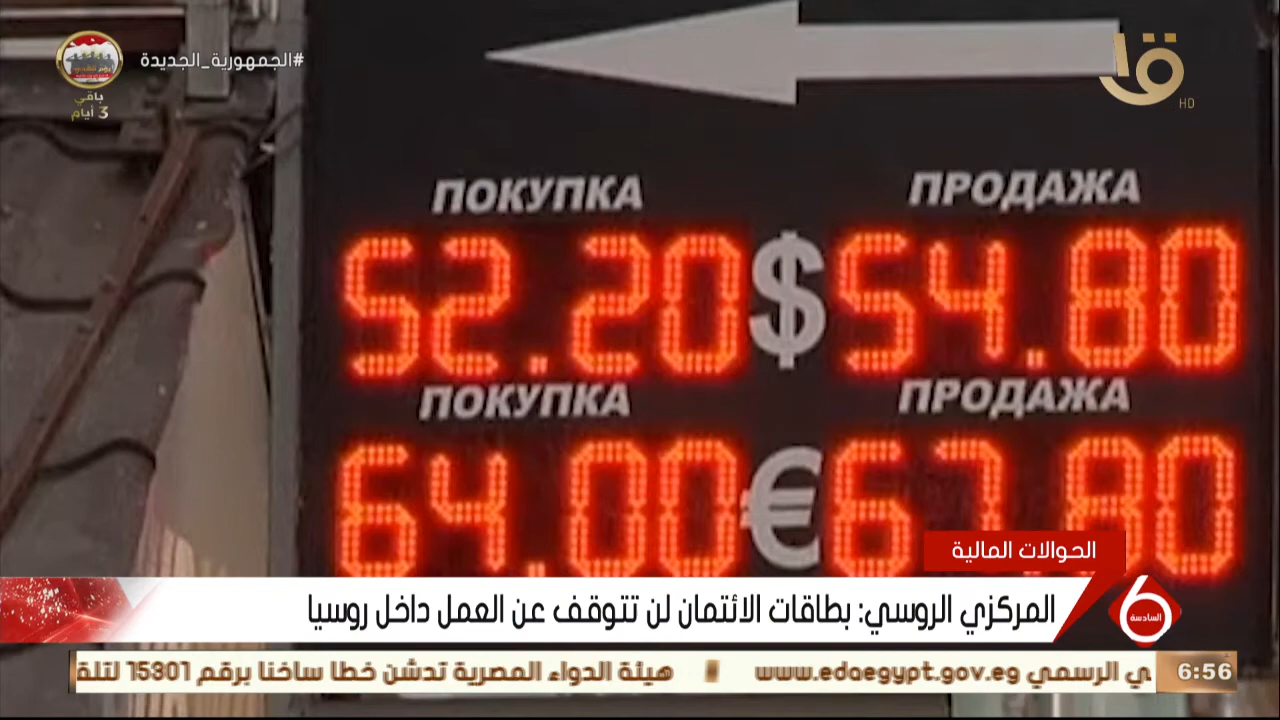 #الجمهورية_الجديدة
باقي
3 أيام
HD
ПОКУПКА ПРОДАЖА
52.20 $ 54.80
ПОКУПКА ПРОДАЖА
64.00 € 67.80
الحوالات المالية
المركزي الروسي: بطاقات الائتمان لن تتوقف عن العمل داخل روسيا
6 السادسة
ي الرسمي www.edaegypt.gov.eg هيئة الدواء المصرية تدشن خطا ساخنا برقم 15301 لتلق
6:56